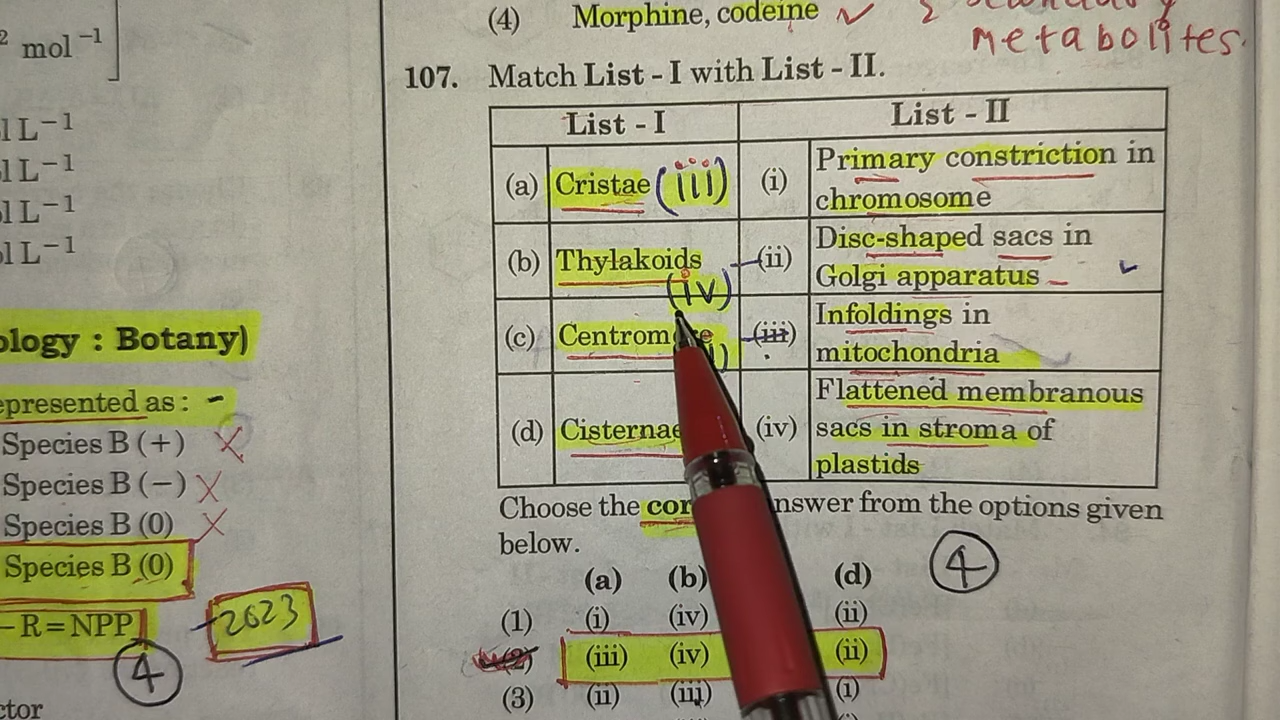 ² mol⁻¹
l L⁻¹
l L⁻¹
l L⁻¹
l L⁻¹
ology : Botany)
epresented as : -
Species B (+) X
Species B (−) X
Species B (0) X
Species B (0)
– R = NPP
2023
4
ctor
(4) Morphine, codeine
metabolites.
107. Match List - I with List - II.
List - I List - II
(a) Cristae (iii) (i) Primary constriction in
chromosome
(b) Thylakoids (iv) (ii) Disc-shaped sacs in
Golgi apparatus
(c) (iii) Infoldings in
mitochondria
(d) Cisternae (iv) Flattened membranous
sacs in stroma of
plastids
Choose the answer from the options given
below. 4
(a) (b) (d)
(1) (i) (iv) (ii)
(2) (iii) (iv) (ii)
(3) (ii) (iii) (i)